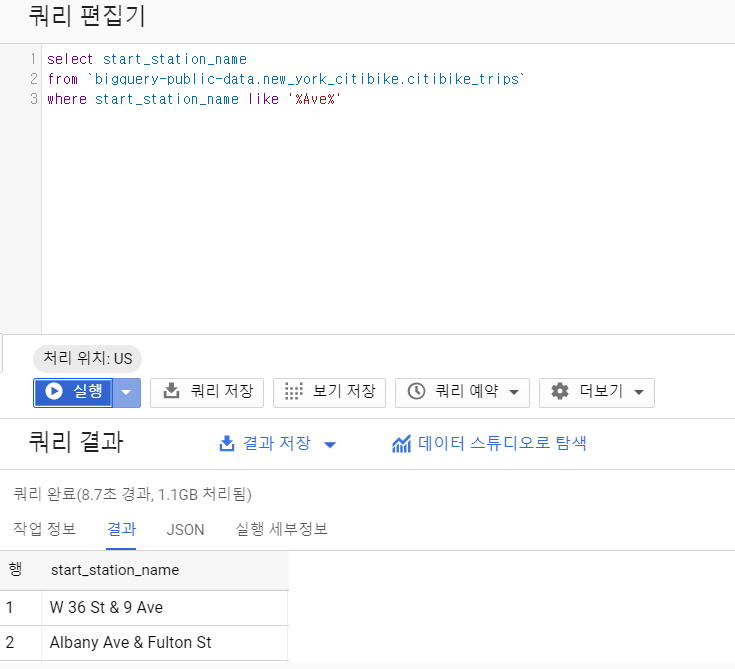 쿼리 편집기
1 select start_station_name
2 from `bigquery-public-data.new_york_citibike.citibike_trips`
3 where start_station_name like '%Ave%'
처리 위치: US
실행 쿼리 저장 보기 저장 쿼리 예약 더보기
쿼리 결과 결과 저장 데이터 스튜디오로 탐색
쿼리 완료(8.7초 경과, 1.1GB 처리됨)
작업 정보 결과 JSON 실행 세부정보
행 start_station_name
1 W 36 St & 9 Ave
2 Albany Ave & Fulton St